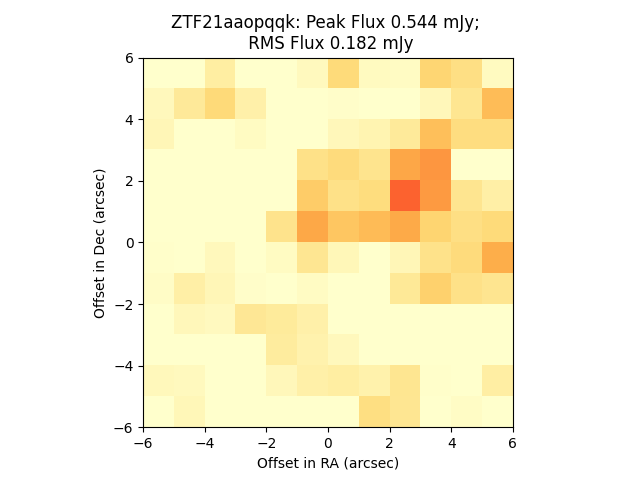 ZTF21aaopqqk: Peak Flux 0.544 mJy;
RMS Flux 0.182 mJy
6
4
2
0
−2
−4
−6
Offset in Dec (arcsec)
−6 −4 −2 0 2 4 6
Offset in RA (arcsec)